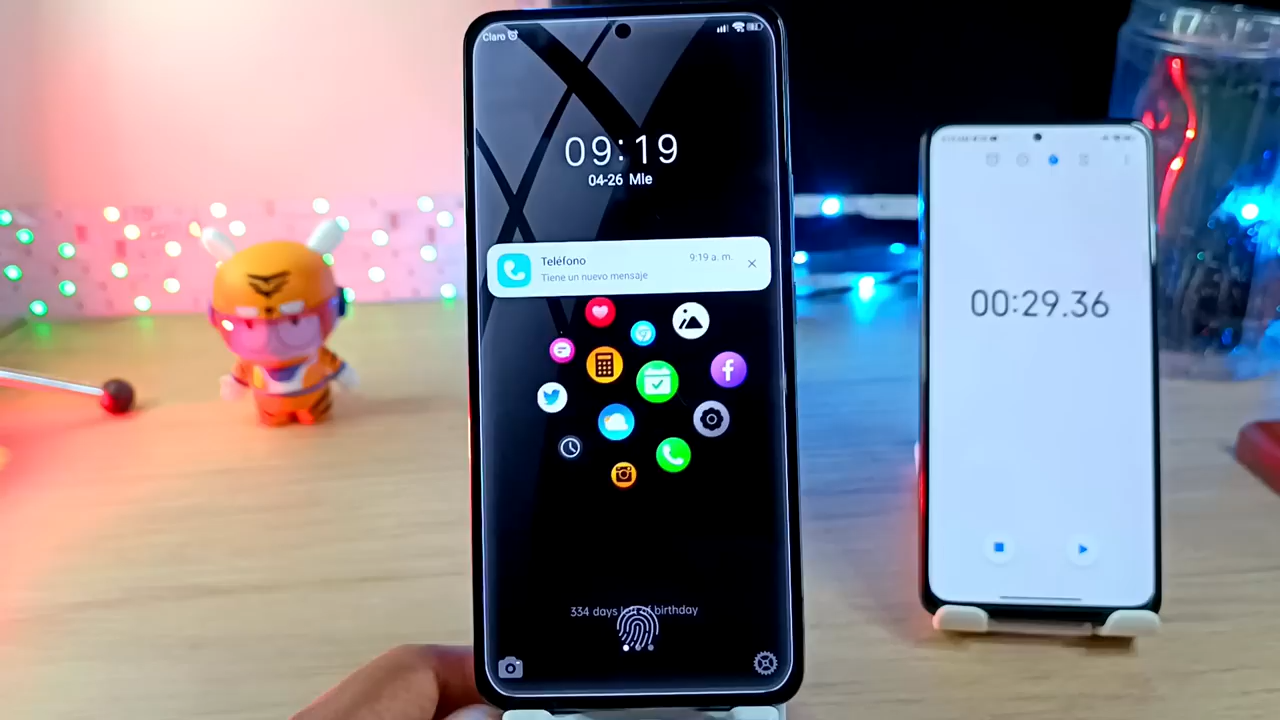 Claro
09:19
04-26 Mie
Teléfono
9:19 a. m.
Tiene un nuevo mensaje
334 days left of birthday
00:29.36